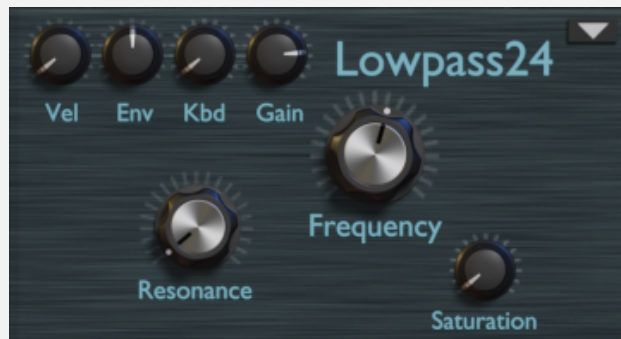 Lowpass24
Vel Env Kbd Gain
Frequency
Resonance
Saturation